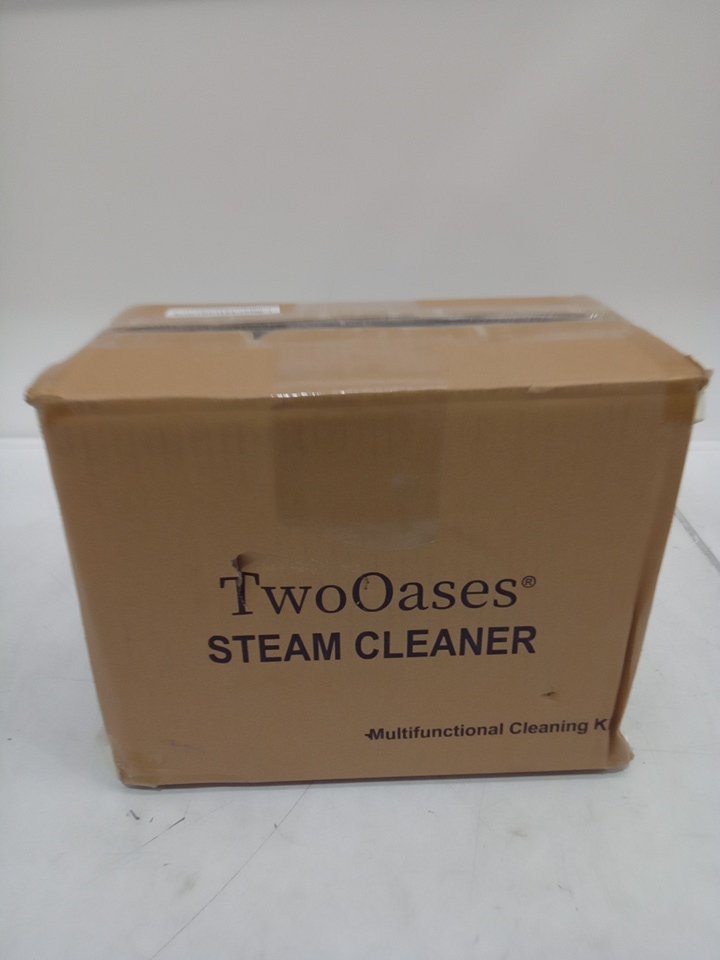 TwoOases®
STEAM CLEANER
-Multifunctional Cleaning K